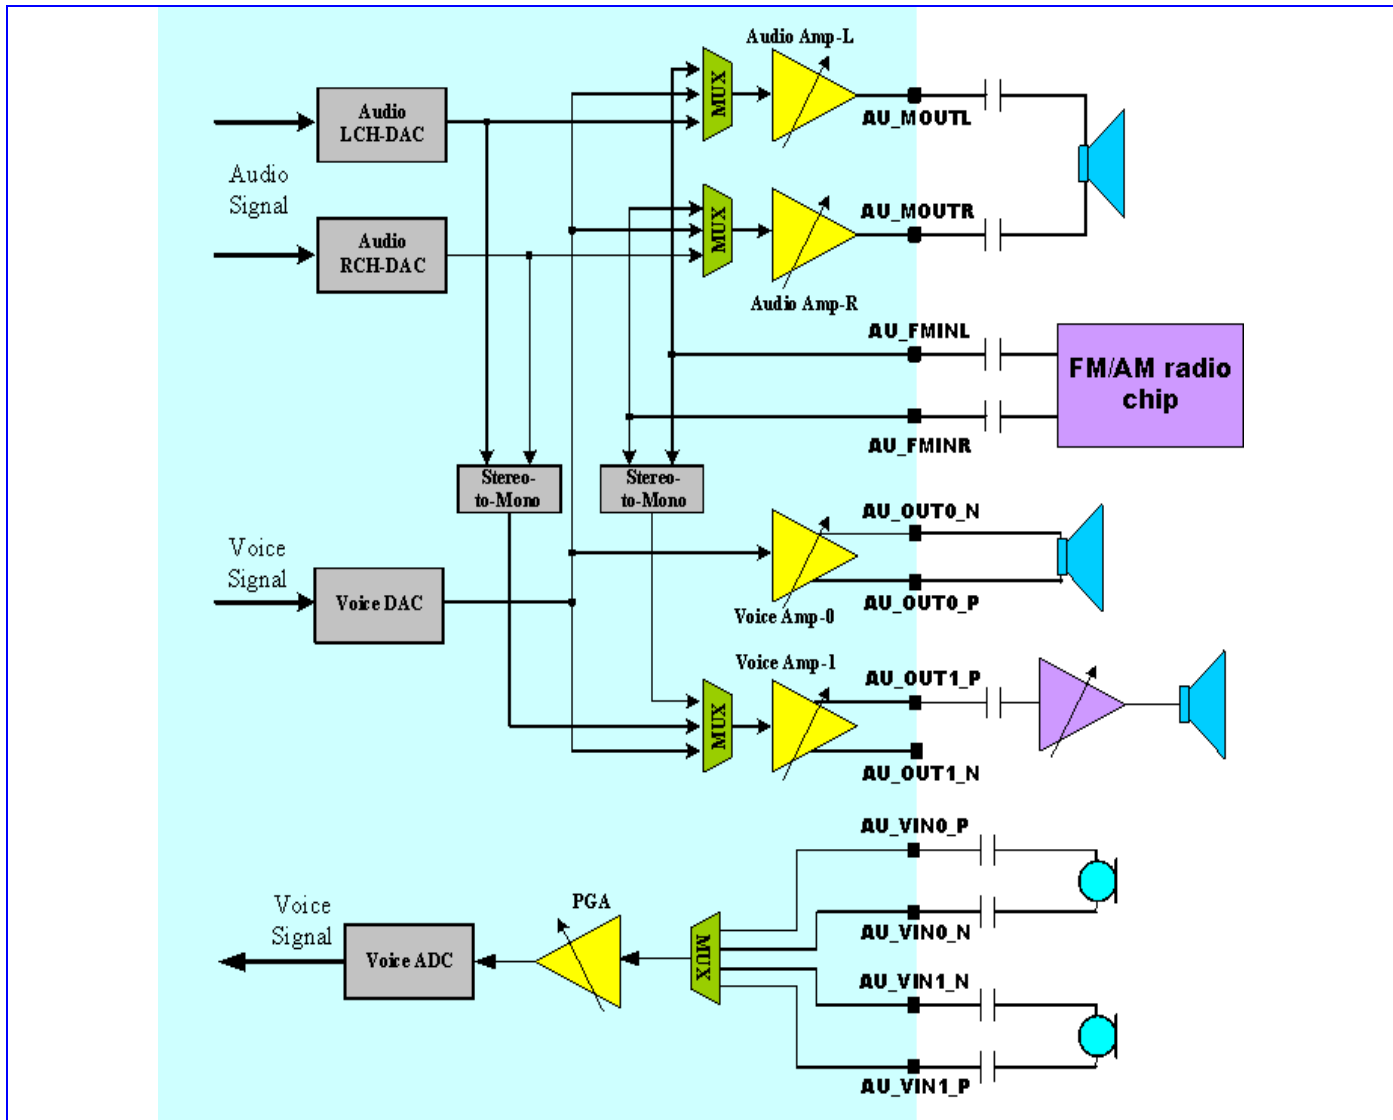 Audio Amp-L
MUX
Audio
LCH-DAC
AU_MOUTL
Audio
Signal
MUX
AU_MOUTR
Audio
RCH-DAC
Audio Amp-R
AU_FMINL
FM/AM radio
chip
AU_FMINR
Stereo-
to-Mono
Stereo-
to-Mono
AU_OUT0_N
Voice
Signal
Voice DAC
AU_OUT0_P
Voice Amp-0
Voice Amp-1
AU_OUT1_P
MUX
AU_OUT1_N
AU_VIN0_P
PGA
Voice
Signal
AU_VIN0_N
MUX
Voice ADC
AU_VIN1_N
AU_VIN1_P